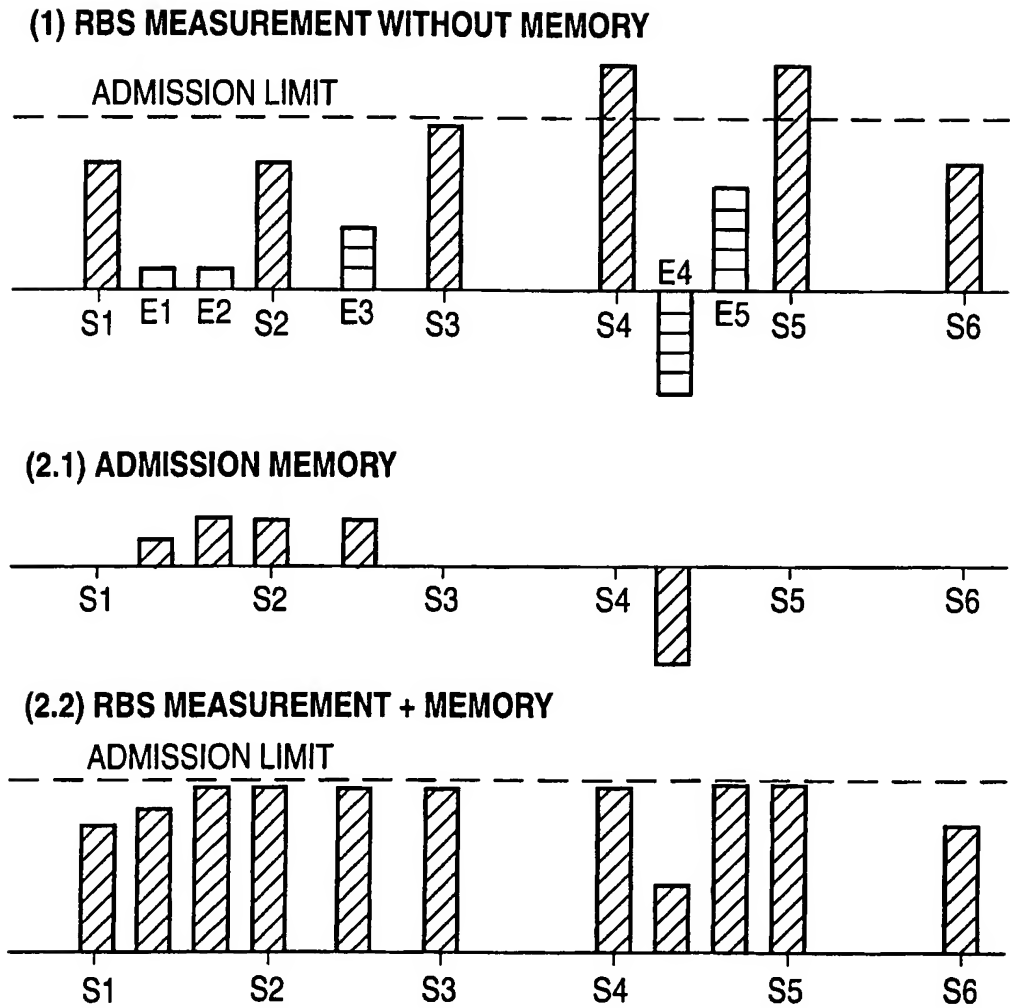 (1) RBS MEASUREMENT WITHOUT MEMORY
ADMISSION LIMIT
S1 E1 E2 S2 E3 S3 S4 E4 E5 S5 S6
(2.1) ADMISSION MEMORY
S1 S2 S3 S4 S5 S6
(2.2) RBS MEASUREMENT + MEMORY
ADMISSION LIMIT
S1 S2 S3 S4 S5 S6